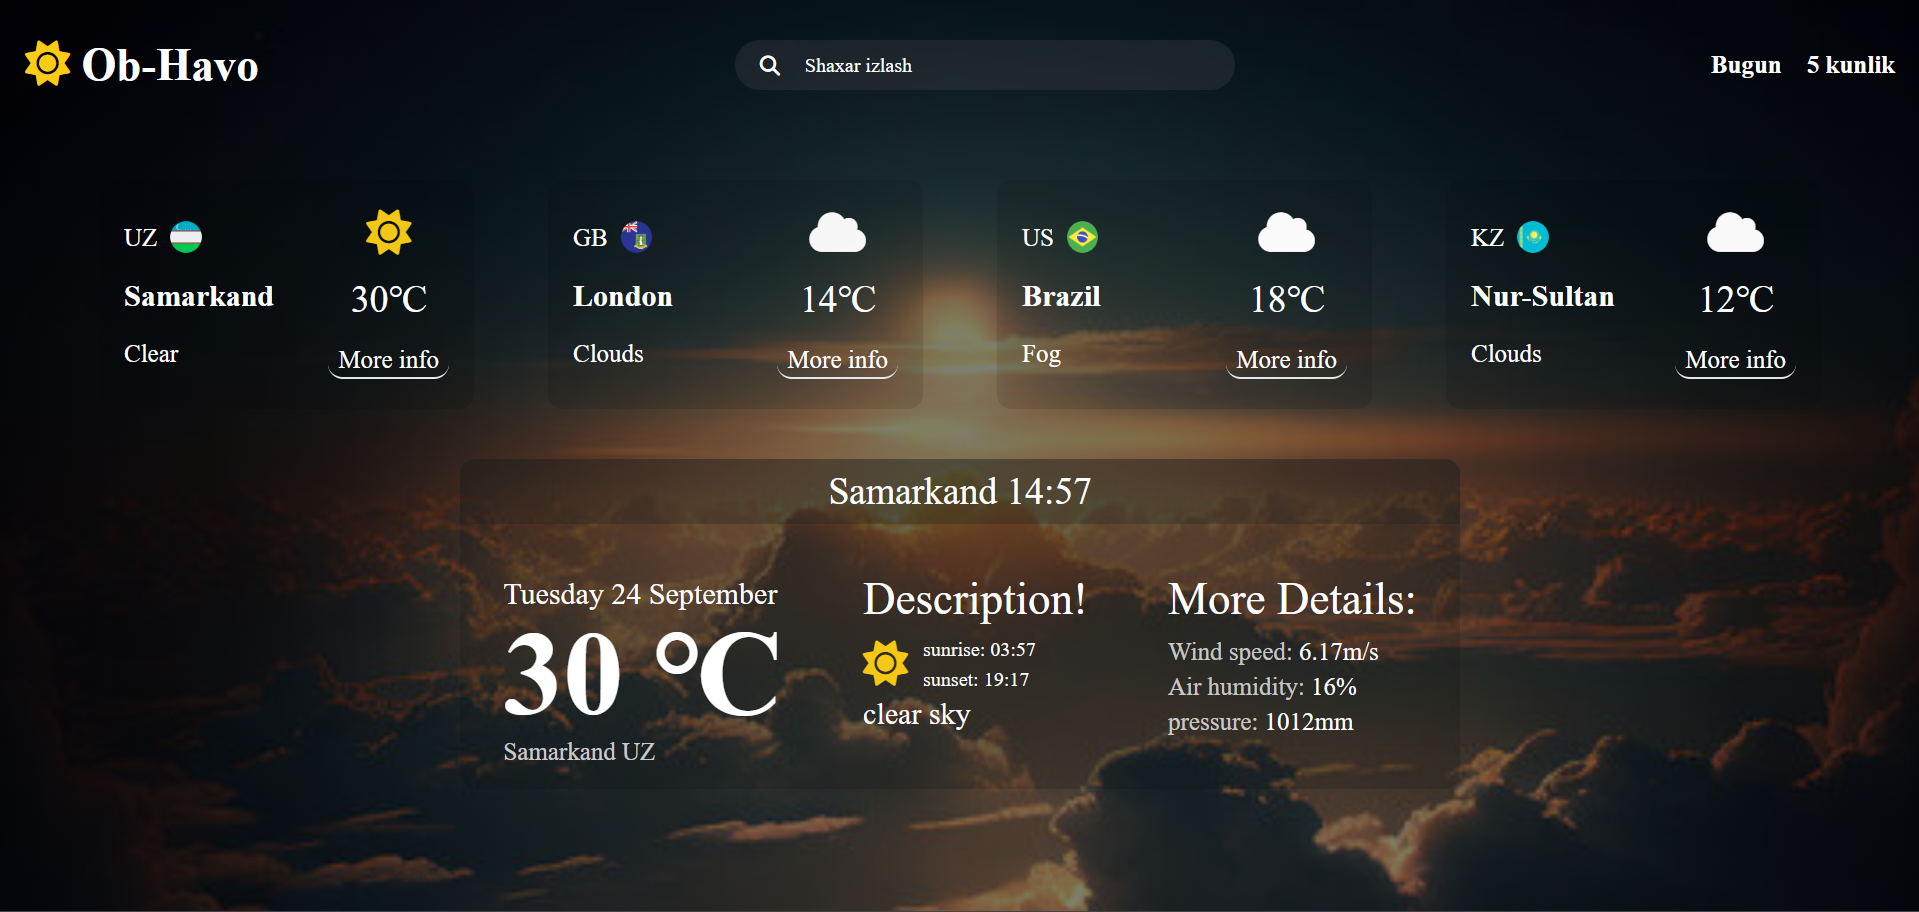 Ob-Havo
Shaxar izlash
Bugun 5 kunlik
UZ
Samarkand
Clear
30°C
More info
GB
London
Clouds
14°C
More info
US
Brazil
Fog
18°C
More info
KZ
Nur-Sultan
Clouds
12°C
More info
Samarkand 14:57
Tuesday 24 September
30 °C
Samarkand UZ
Description!
sunrise: 03:57
sunset: 19:17
clear sky
More Details:
Wind speed: 6.17m/s
Air humidity: 16%
pressure: 1012mm